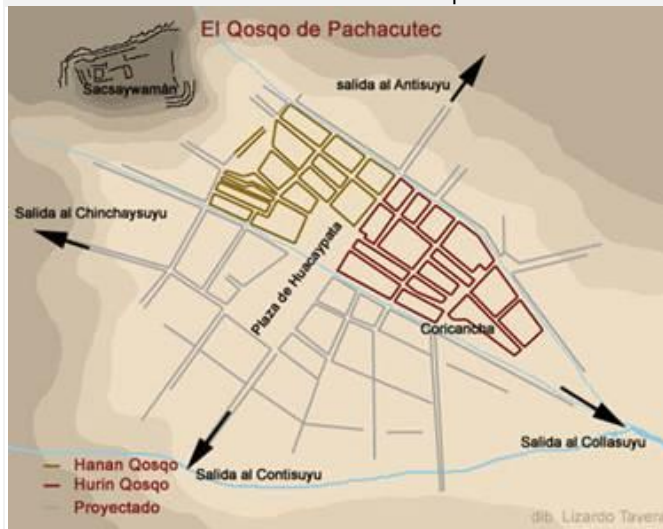 El Qosqo de Pachacutec
Sacsaywamán
salida al Antisuyu
Salida al Chinchaysuyu
Plaza de Huacaypata
Coricancha
Salida al Collasuyu
Salida al Contisuyu
Hanan Qosqo
Hurin Qosqo
Proyectado
dib. Lizardo Tavera